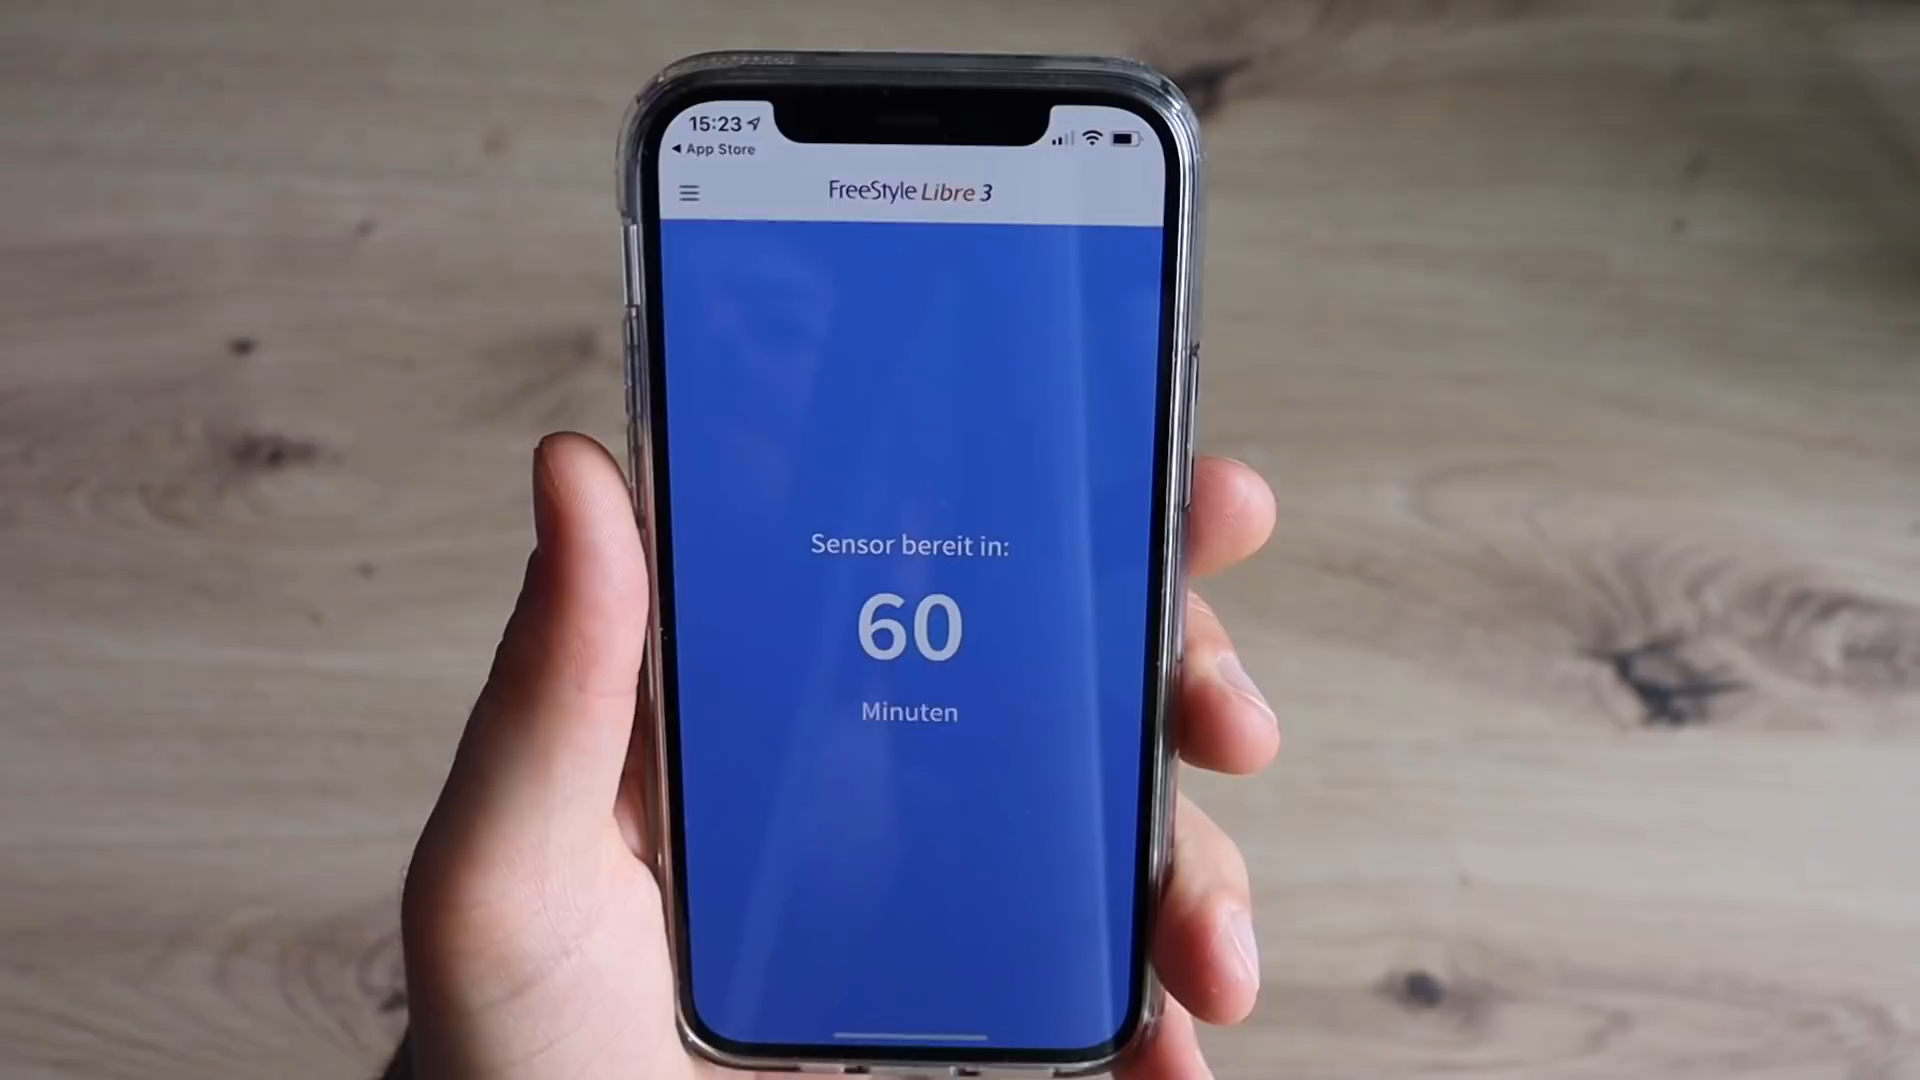 15:23
App Store
FreeStyle Libre 3
Sensor bereit in:
60
Minuten